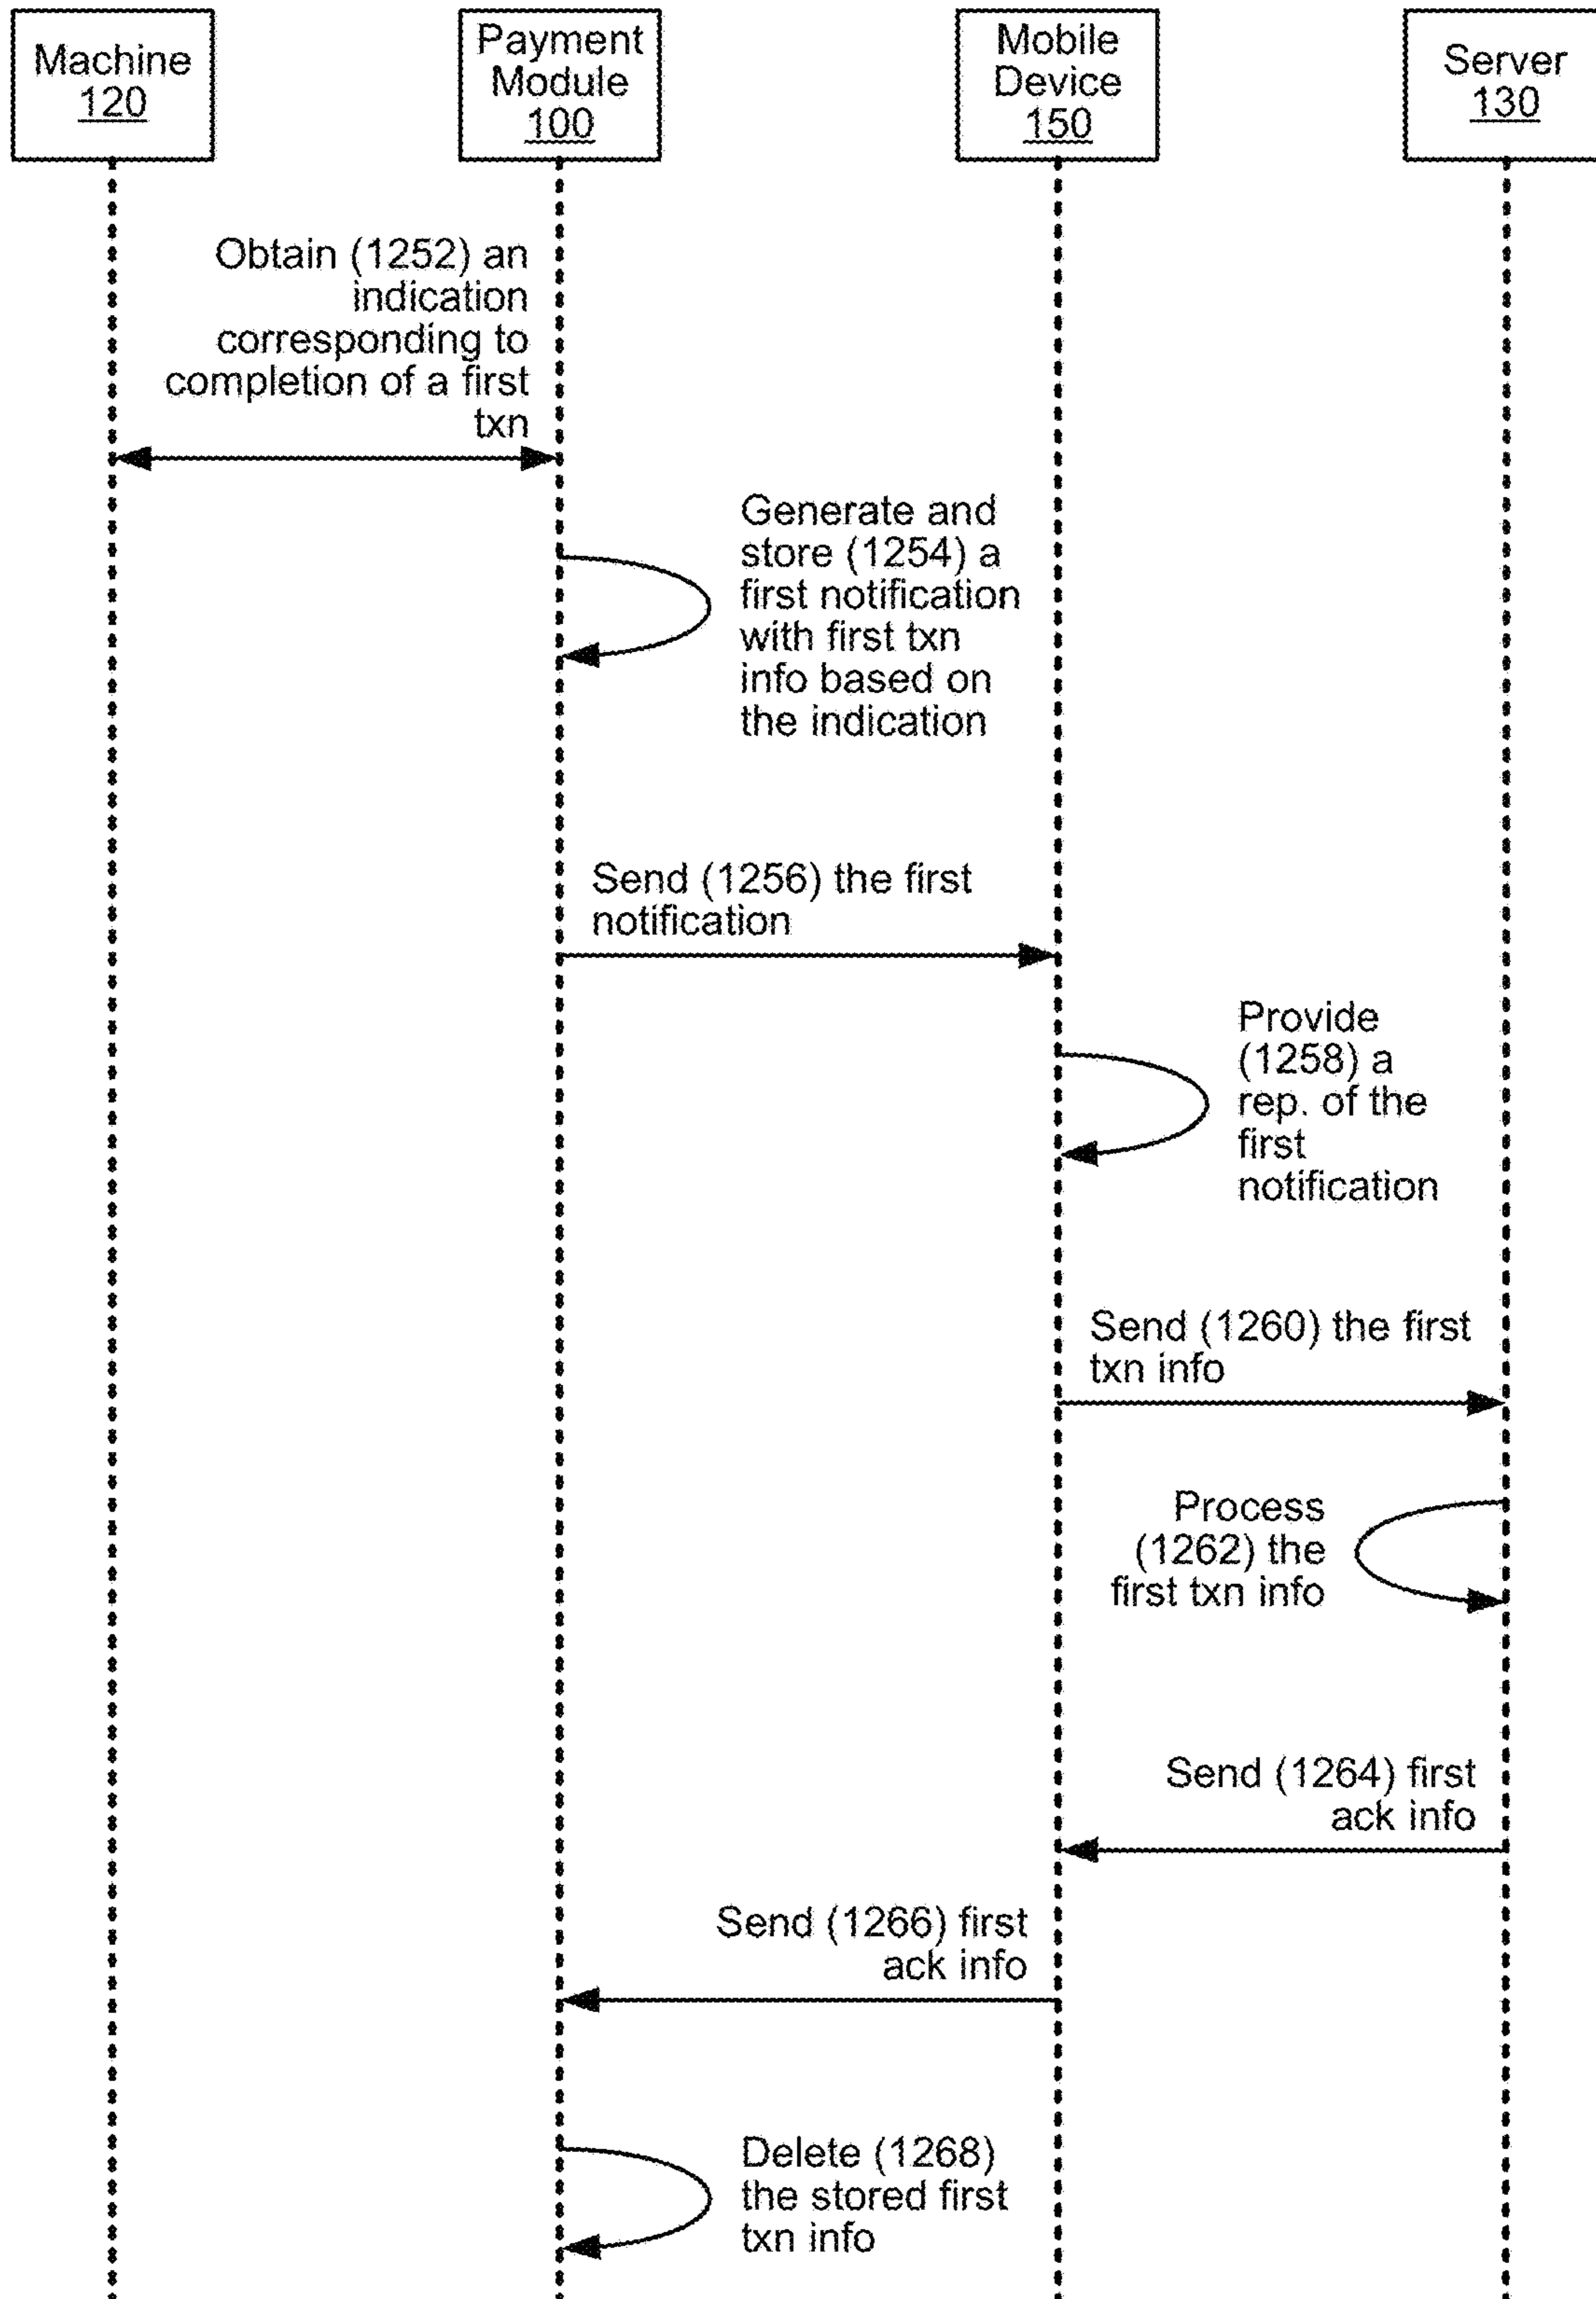 Machine
120
Payment
Module
100
Mobile
Device
150
Server
130
Obtain (1252) an
indication
corresponding to
completion of a first
txn
Generate and
store (1254) a
first notification
with first txn
info based on
the indication
Send (1256) the first
notification
Provide
(1258) a
rep. of the
first
notification
Send (1260) the first
txn info
Process
(1262) the
first txn info
Send (1264) first
ack info
Send (1266) first
ack info
Delete (1268)
the stored first
txn info